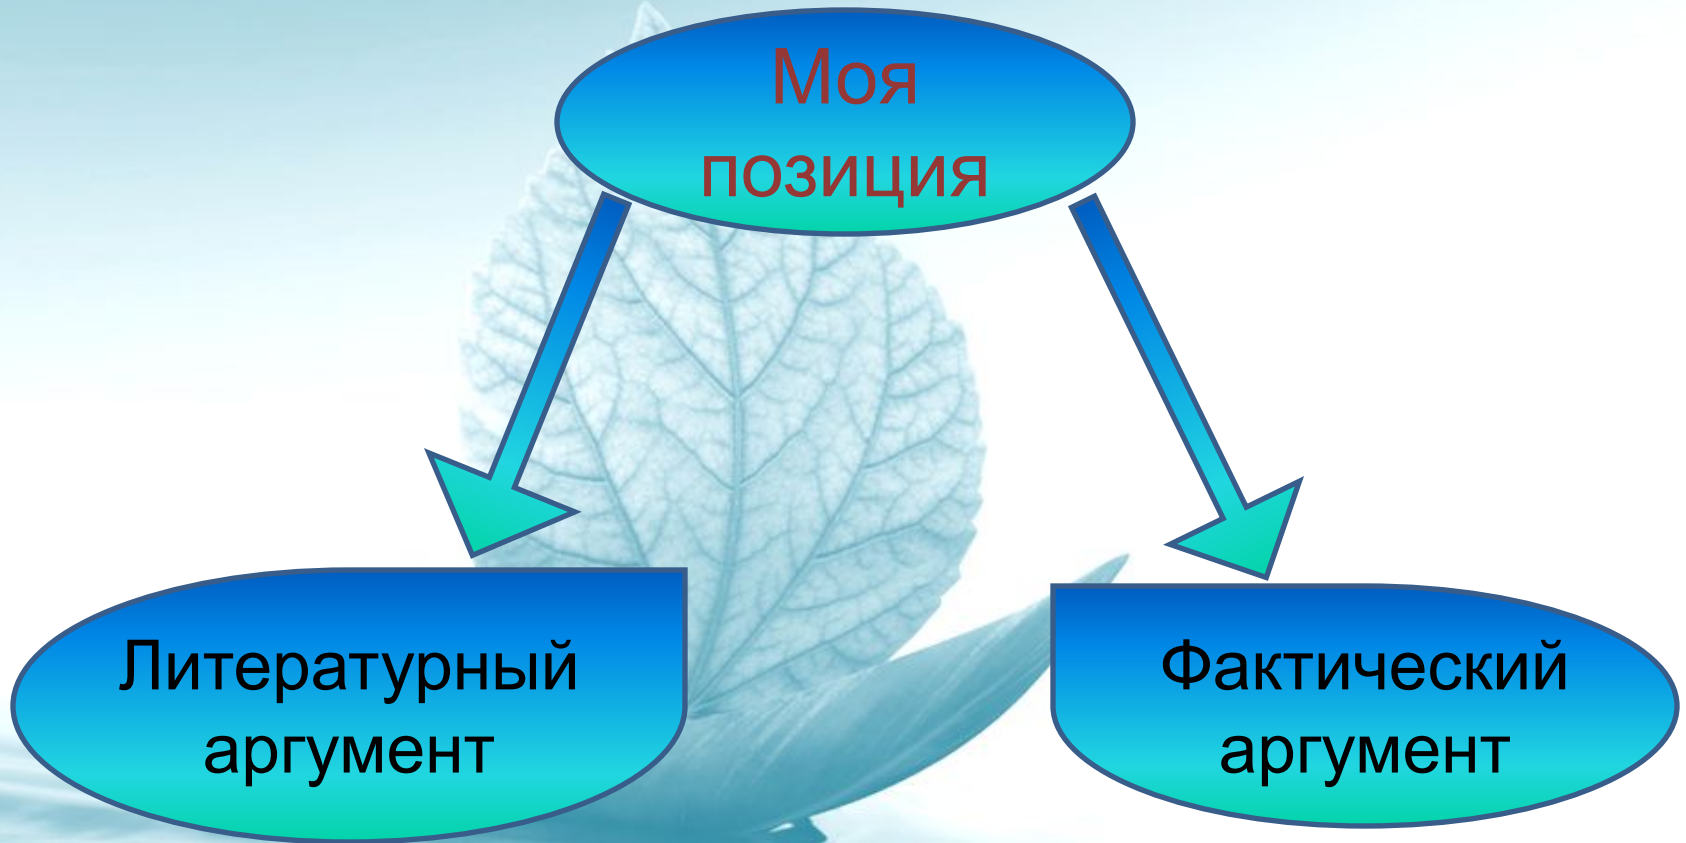 Моя
позиция
Литературный
аргумент
Фактический
аргумент